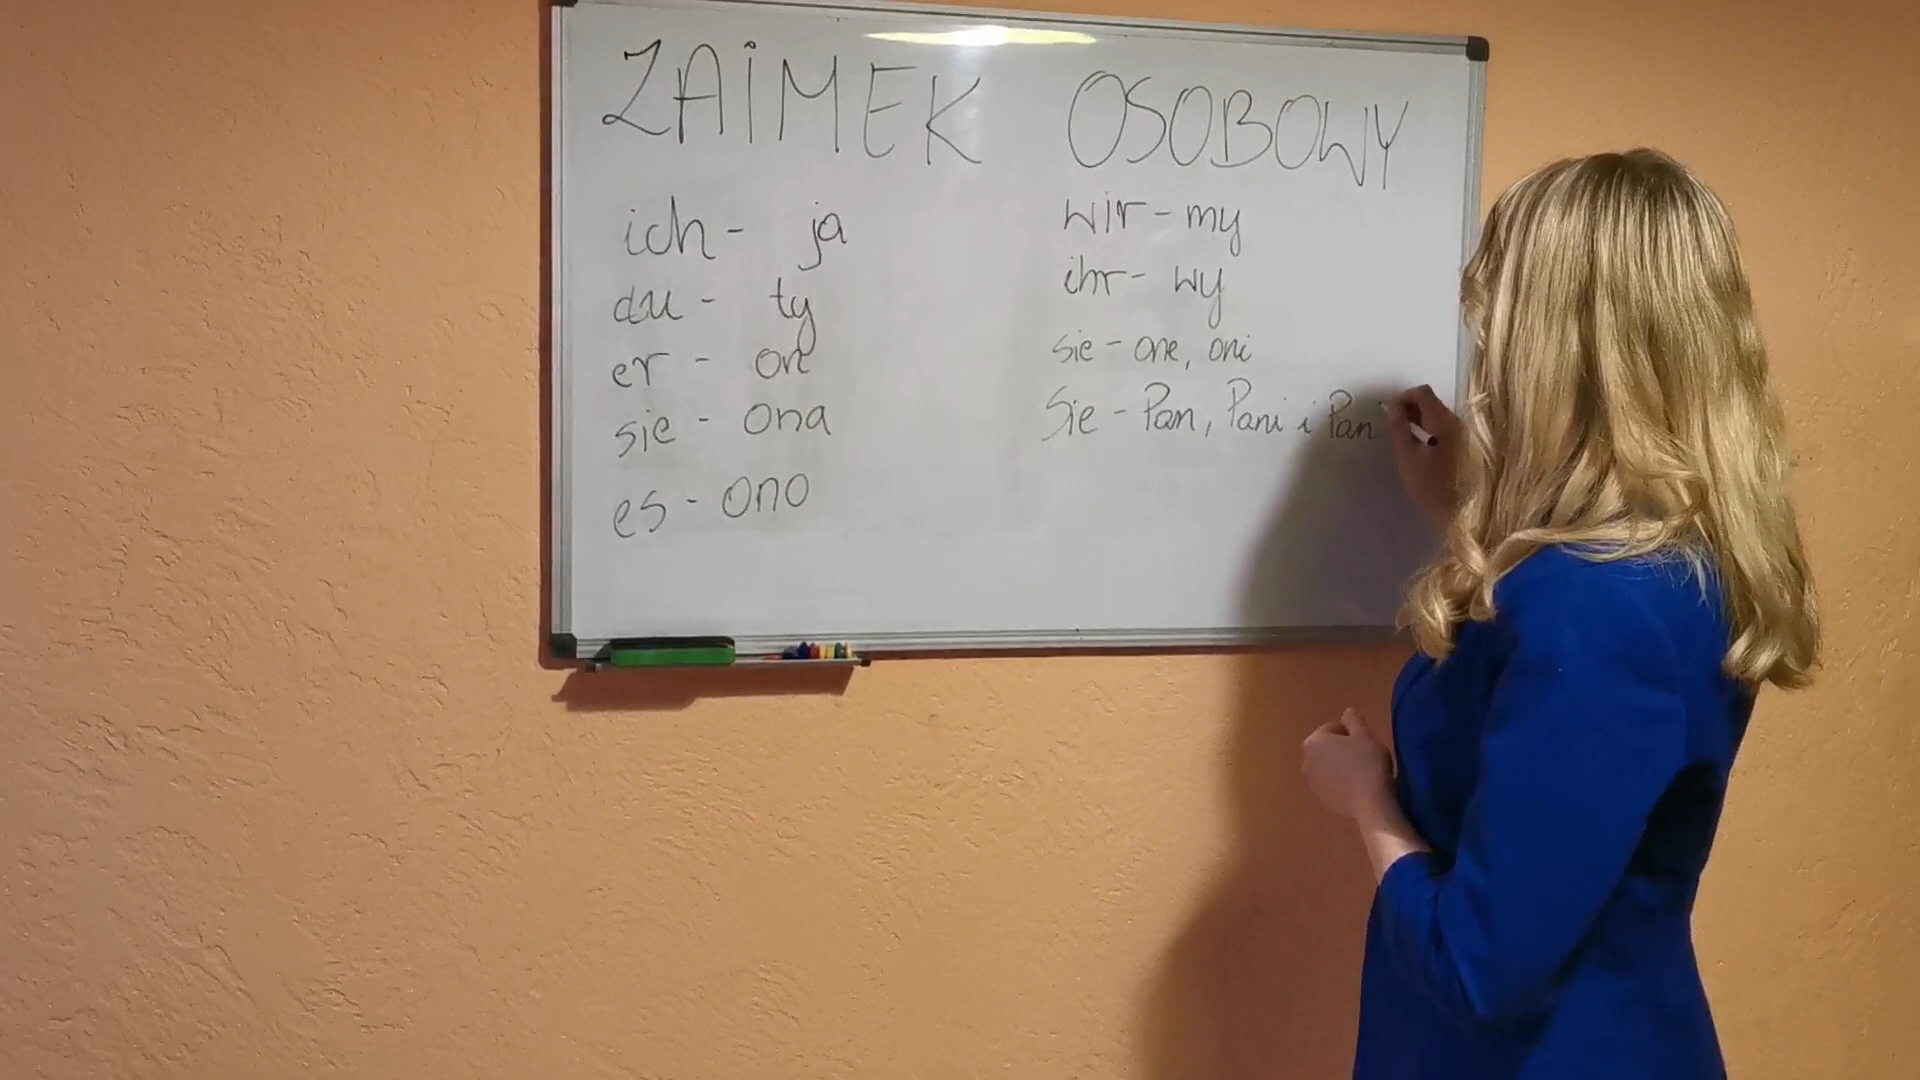 ZAIMEK OSOBOWY
ich - ja
du - ty
er - on
sie - ona
es - ono
wir - my
ihr - wy
sie - one, oni
Sie - Pan, Pani i Pan